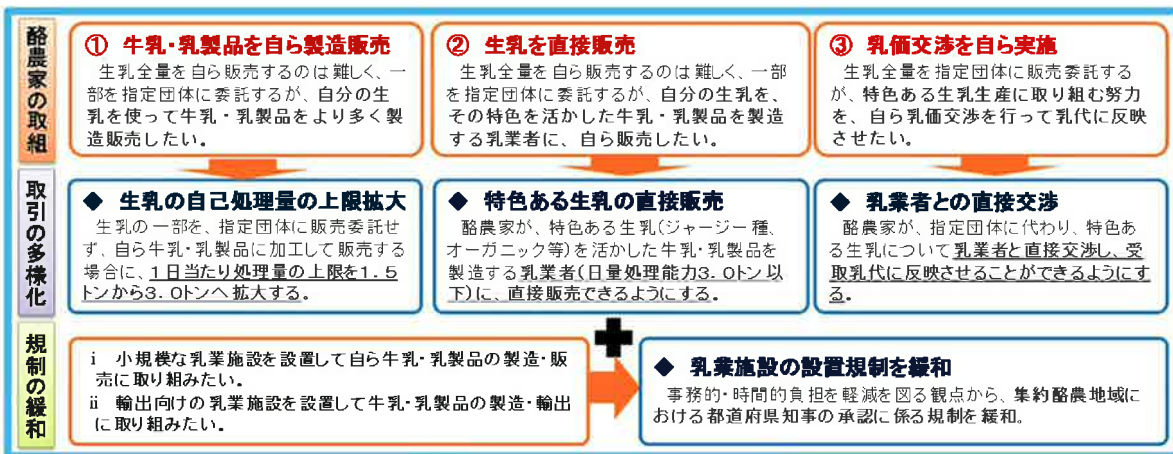 酪農家の取組
① 牛乳・乳製品を自ら製造販売
生乳全量を自ら販売するのは難しく、一
部を指定団体に委託するが、自分の生
乳を使って牛乳・乳製品をより多く製
造販売したい。
② 生乳を直接販売
生乳全量を自ら販売するのは難しく、一部
を指定団体に委託するが、自分の生乳を、
その特色を活かした牛乳・乳製品を製造
する乳業者に、自ら販売したい。
③ 乳価交渉を自ら実施
生乳全量を指定団体に販売委託する
が、特色ある生乳生産に取り組む努力
を、自ら乳価交渉を行って乳代に反映
させたい。
取引の多様化
◆ 生乳の自己処理量の上限拡大
生乳の一部を、指定団体に販売委託せ
ず、自ら牛乳・乳製品に加工して販売する
場合に、1日当たり処理量の上限を1.5
トンから3.0トンへ拡大する。
◆ 特色ある生乳の直接販売
酪農家が、特色ある生乳(ジャージー種、
オーガニック等)を活かした牛乳・乳製品を
製造する乳業者(日量処理能力3.0トン以
下)に、直接販売できるようにする。
◆ 乳業者との直接交渉
酪農家が、指定団体に代わり、特色あ
る生乳について乳業者と直接交渉し、受
取乳代に反映させることができるようにす
る。
規制の緩和
ⅰ 小規模な乳業施設を設置して自ら牛乳・乳製品の製造・販
売に取り組みたい。
ⅱ 輸出向けの乳業施設を設置して牛乳・乳製品の製造・輸出
に取り組みたい。
◆ 乳業施設の設置規制を緩和
事務的・時間的負担を軽減を図る観点から、集約酪農地域に
おける都道府県知事の承認に係る規制を緩和。